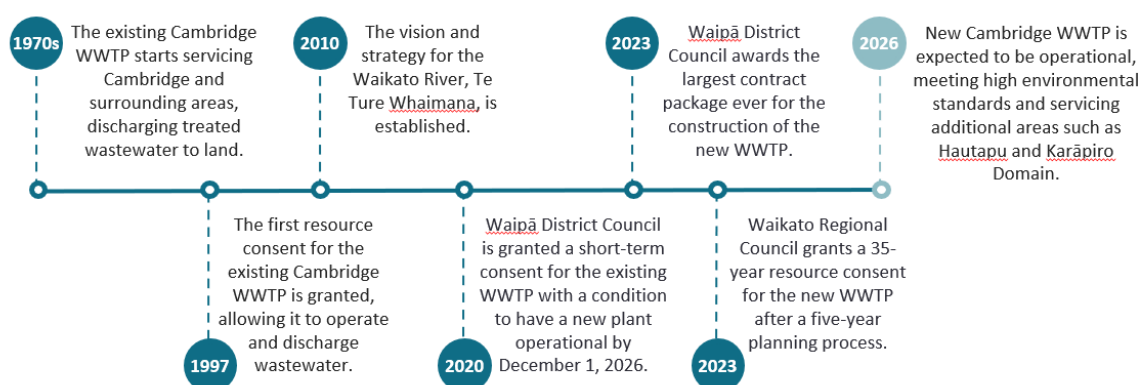 1970s
The existing Cambridge
WWTP starts servicing
Cambridge and
surrounding areas,
discharging treated
wastewater to land.
2010
The vision and
strategy for the
Waikato River, Te
Ture Whaimana, is
established.
2023
Waipā District
Council awards the
largest contract
package ever for the
construction of the
new WWTP.
2026
New Cambridge WWTP is
expected to be operational,
meeting high environmental
standards and servicing
additional areas such as
Hautapu and Karāpiro
Domain.
The first resource
consent for the
existing Cambridge
WWTP is granted,
allowing it to operate
and discharge
wastewater.
1997
Waipā District Council
is granted a short-term
consent for the existing
WWTP with a condition
to have a new plant
operational by
December 1, 2026.
2020
Waikato Regional
Council grants a 35-
year resource consent
for the new WWTP
after a five-year
planning process.
2023